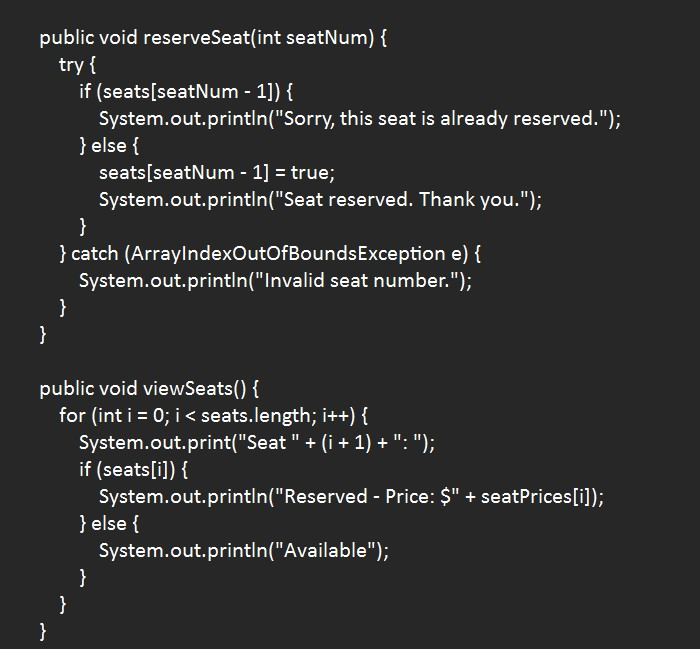 public void reserveSeat(int seatNum) {
try {
if (seats[seatNum - 1]) {
System.out.println("Sorry, this seat is already reserved.");
} else {
seats[seatNum - 1] = true;
System.out.println("Seat reserved. Thank you.");
}
} catch (ArrayIndexOutOfBoundsException e) {
System.out.println("Invalid seat number.");
}
}
public void viewSeats() {
for (int i = 0; i < seats.length; i++) {
System.out.print("Seat " + (i + 1) + ": ");
if (seats[i]) {
System.out.println("Reserved - Price: $" + seatPrices[i]);
} else {
System.out.println("Available");
}
}
}